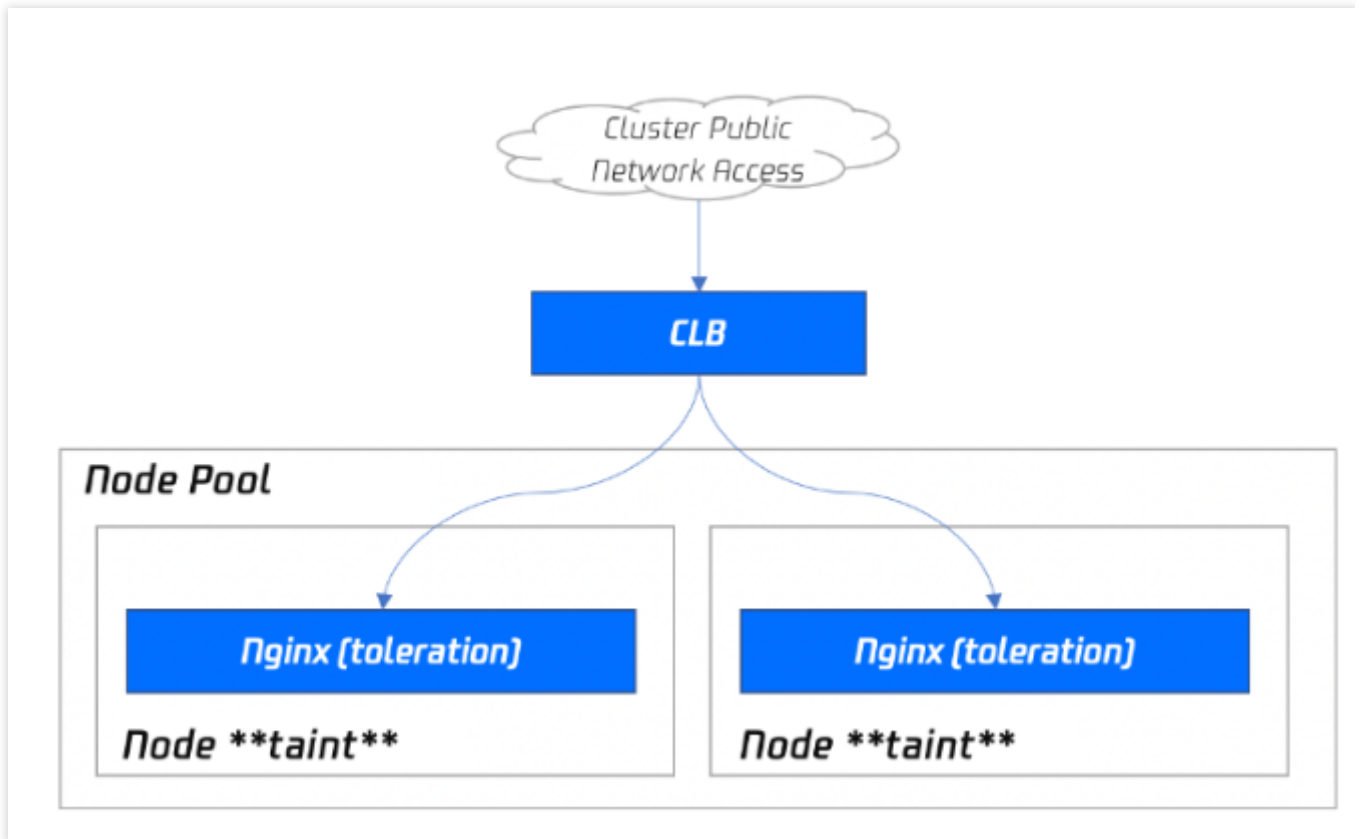 Cluster Public
Network Access
CLB
Node Pool
Nginx (toleration)
Nginx (toleration)
Node **taint**
Node **taint**